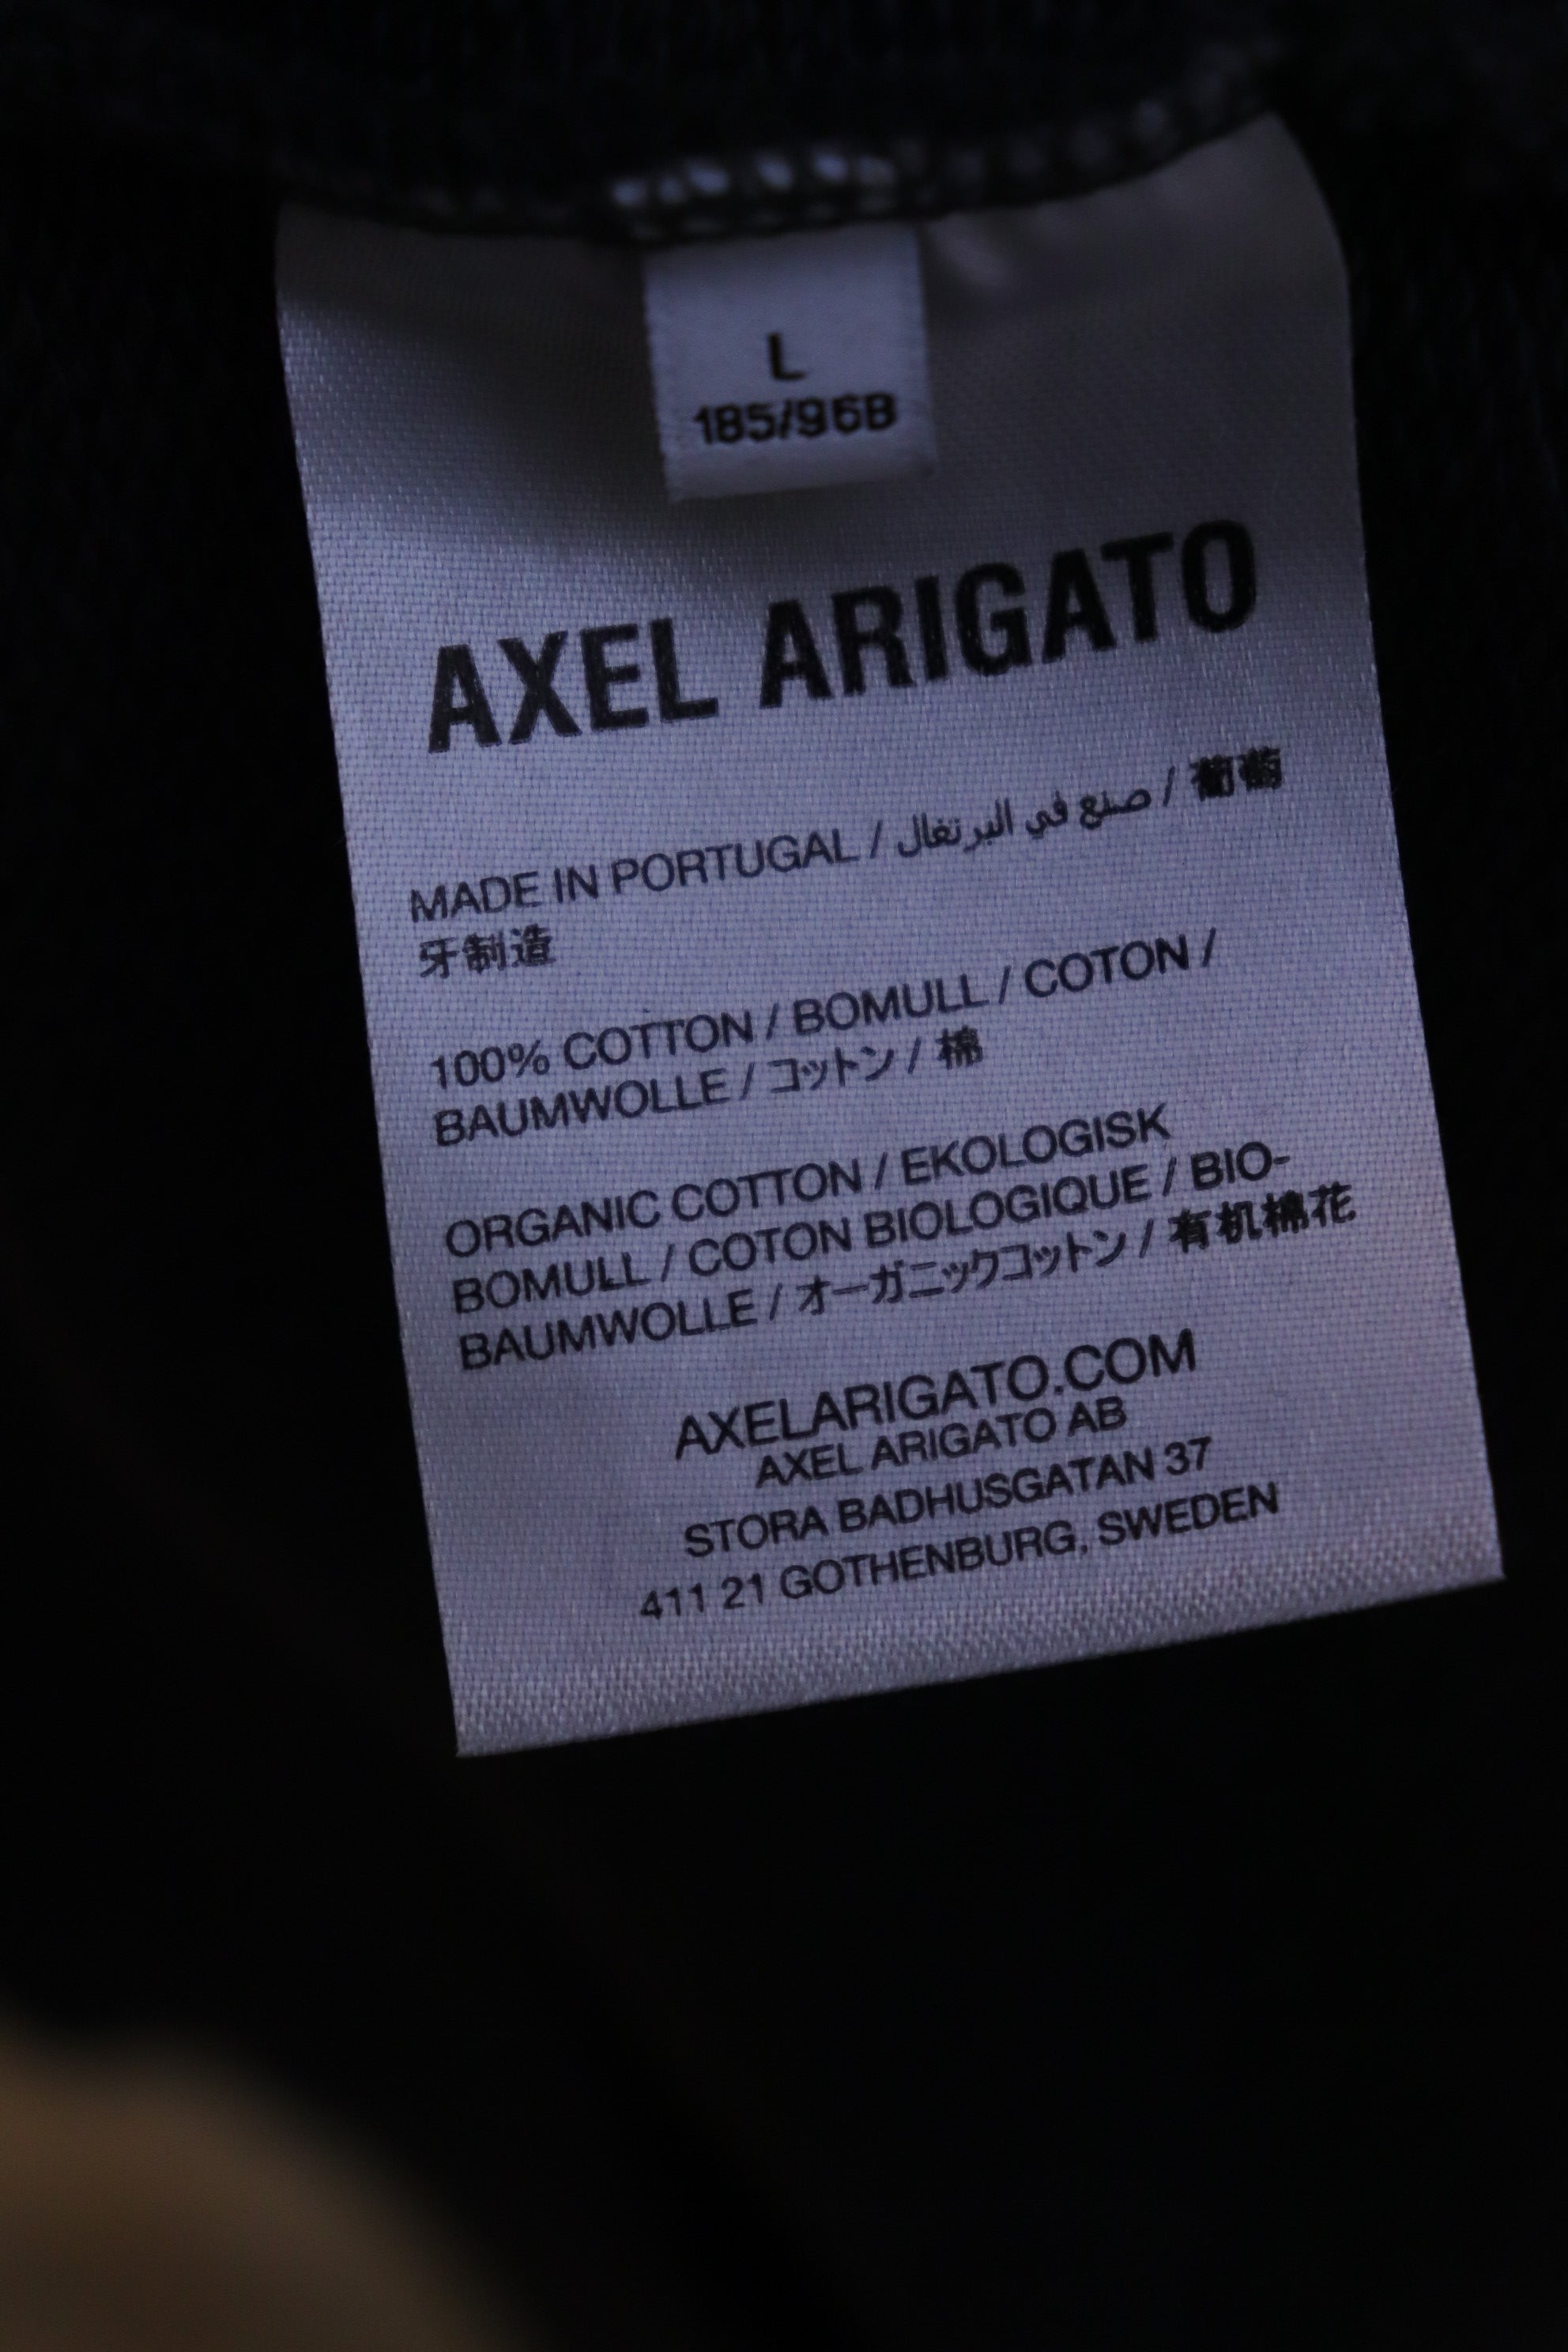 L
185/96B
AXEL ARIGATO
MADE IN PORTUGAL / صنع في البرتغال / 葡萄
牙制造
100% COTTON / BOMULL / COTON /
BAUMWOLLE / コットン / 棉
ORGANIC COTTON / EKOLOGISK
BOMULL / COTON BIOLOGIQUE / BIO-
BAUMWOLLE / オーガニックコットン / 有机棉花
AXELARIGATO.COM
AXEL ARIGATO AB
STORA BADHUSGATAN 37
411 21 GOTHENBURG, SWEDEN